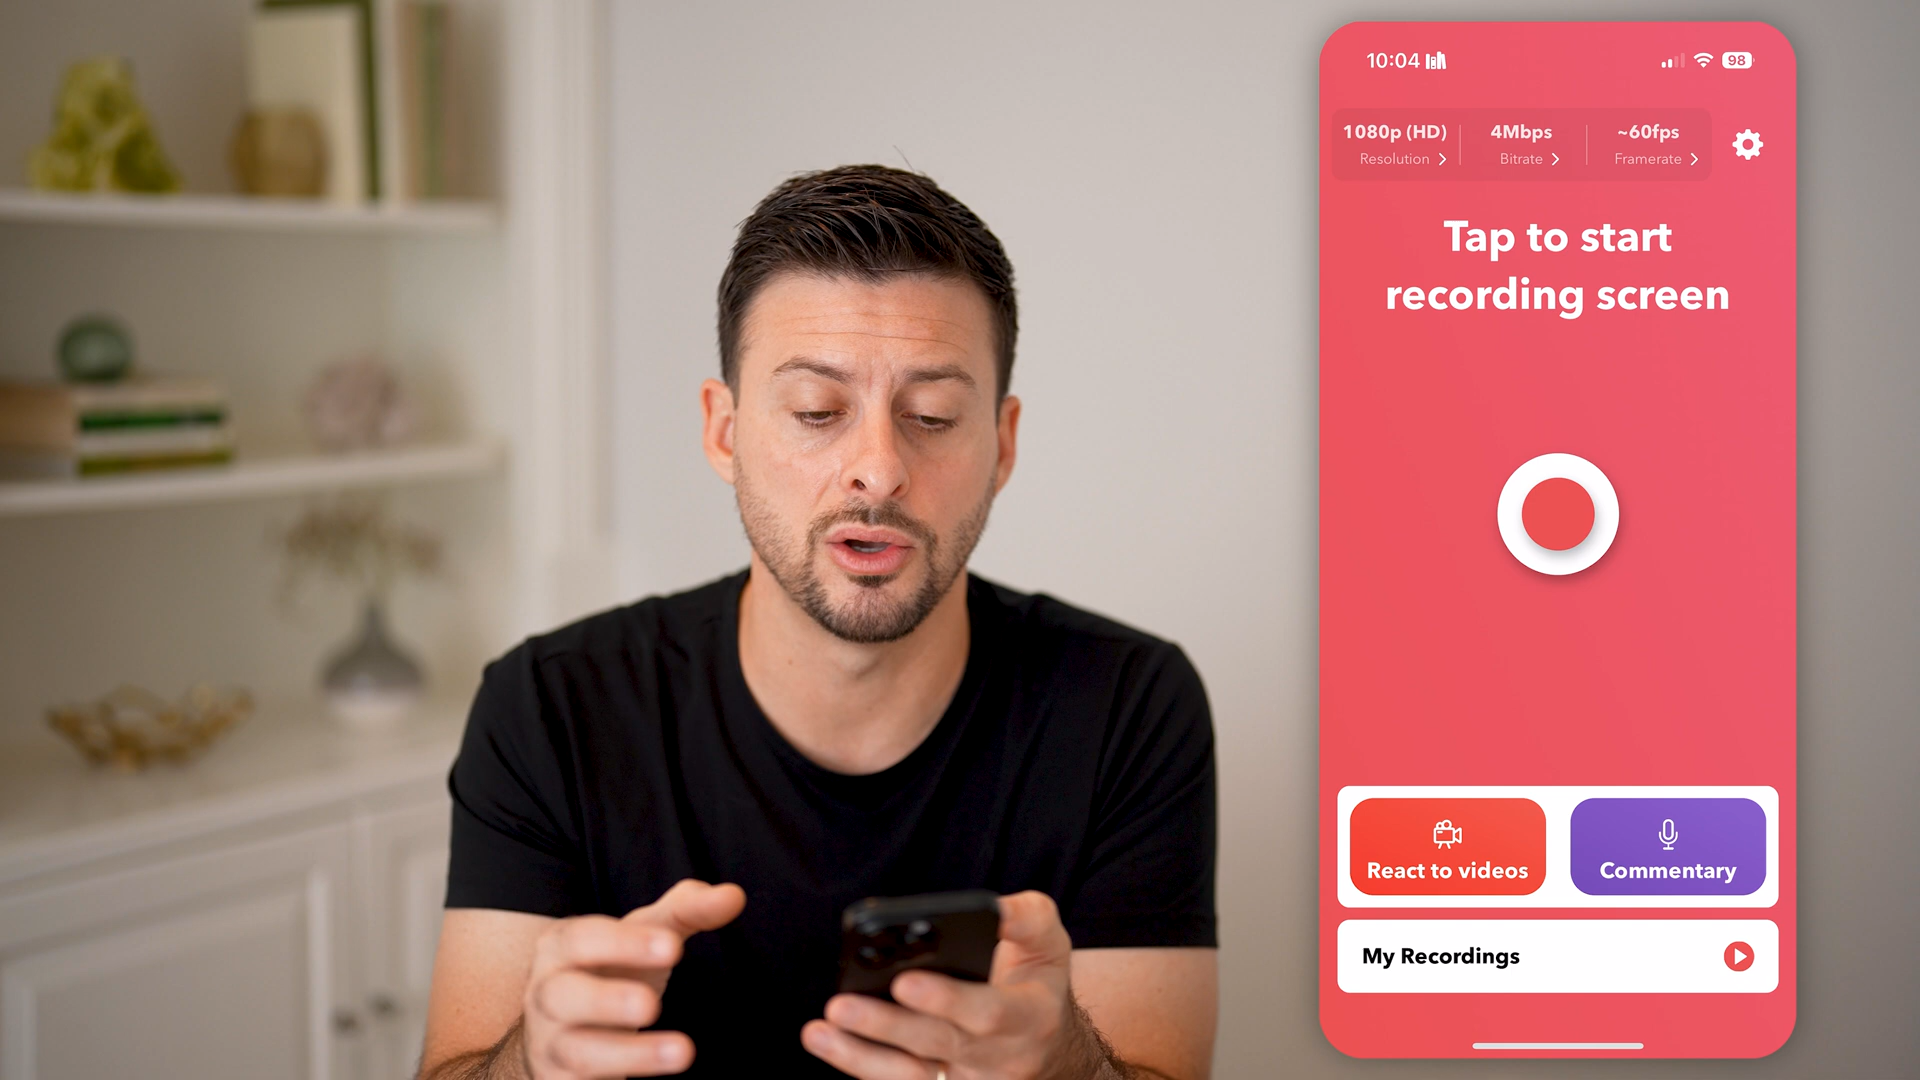 10:04
98
1080p (HD)
Resolution
4Mbps
Bitrate
~60fps
Framerate
Tap to start
recording screen
React to videos
Commentary
My Recordings